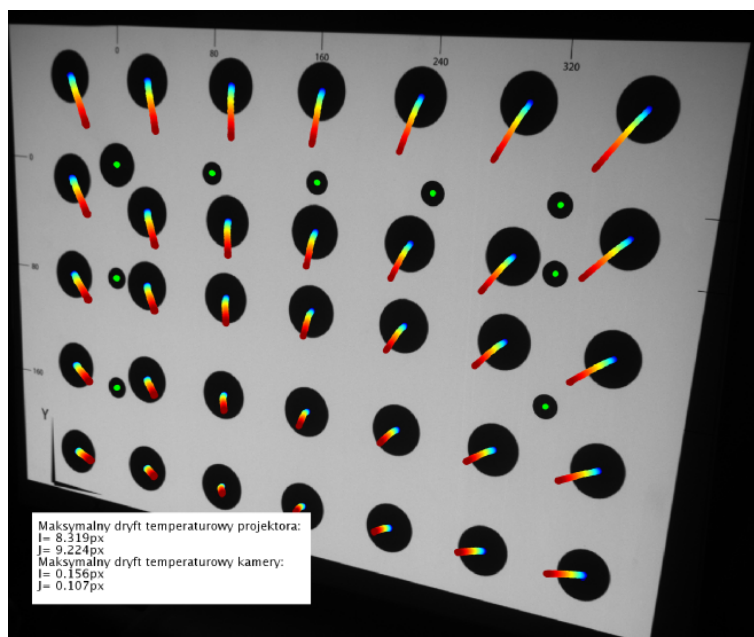 0
80
160
240
320
0
80
160
Y
Maksymalny dryft temperaturowy projektora:
I= 8.319px
J= 9.224px
Maksymalny dryft temperaturowy kamery:
I= 0.156px
J= 0.107px